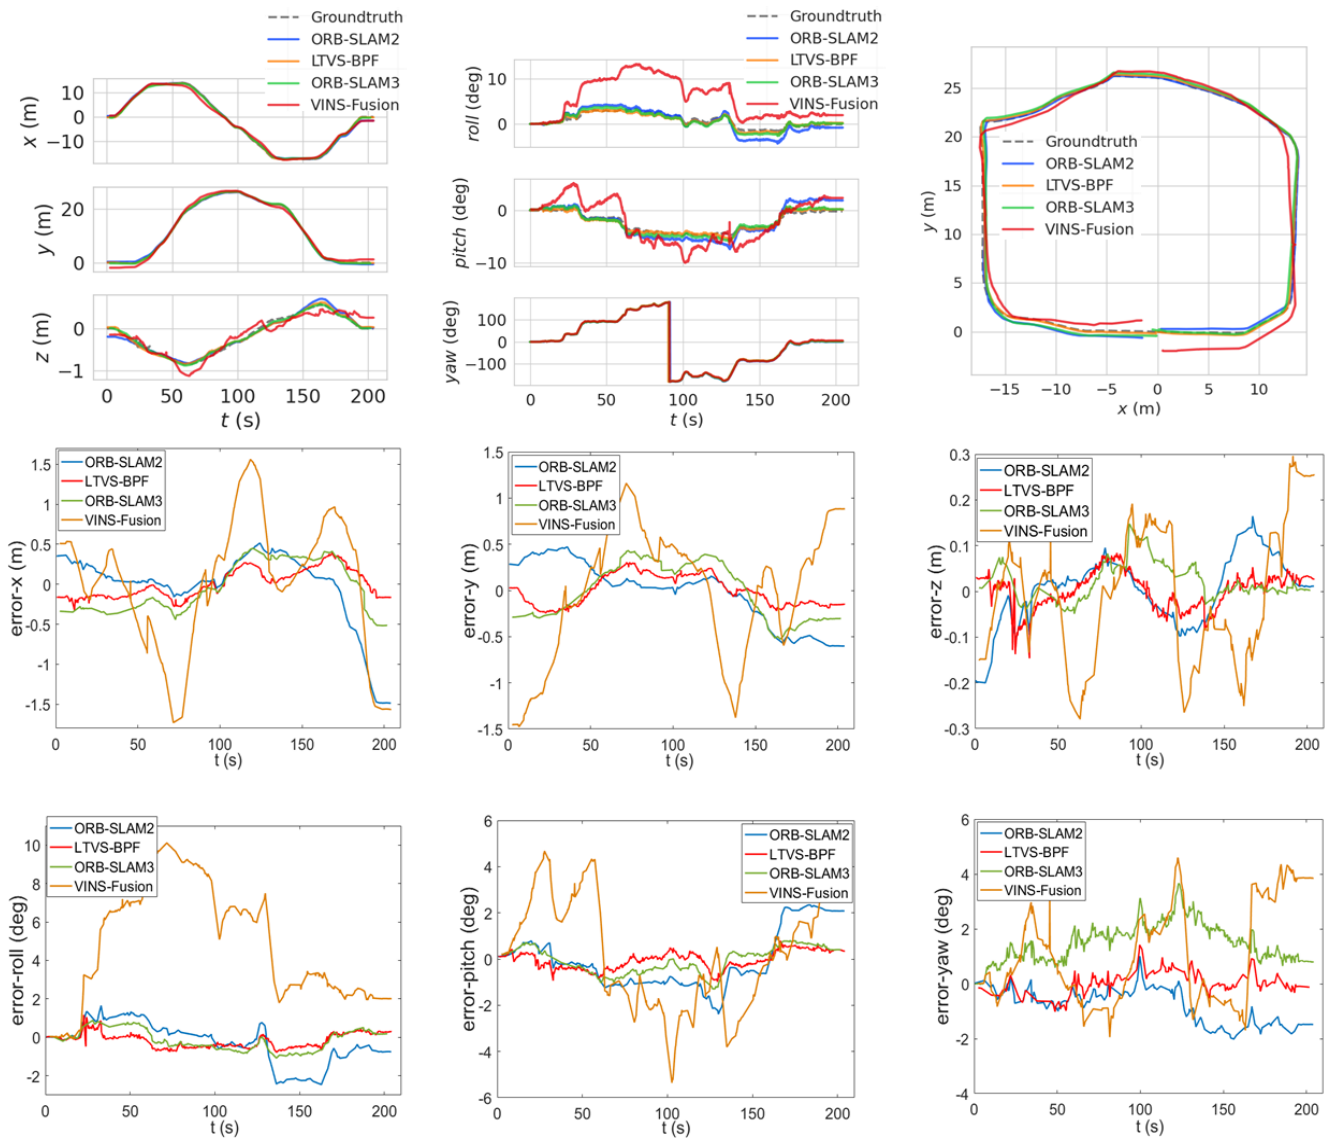 Groundtruth
ORB-SLAM2
LTVS-BPF
ORB-SLAM3
VINS-Fusion
x (m)
10
0
−10
y (m)
20
0
z (m)
0
−1
0 50 100 150 200
t (s)
Groundtruth
ORB-SLAM2
LTVS-BPF
ORB-SLAM3
VINS-Fusion
roll (deg)
10
0
pitch (deg)
0
−10
yaw (deg)
100
0
−100
0 50 100 150 200
t (s)
Groundtruth
ORB-SLAM2
LTVS-BPF
ORB-SLAM3
VINS-Fusion
y (m)
25
20
15
10
5
0
−15 −10 −5 0 5 10
x (m)
ORB-SLAM2
LTVS-BPF
ORB-SLAM3
VINS-Fusion
error-x (m)
1.5
1
0.5
0
-0.5
-1
-1.5
0 50 100 150 200
t (s)
ORB-SLAM2
LTVS-BPF
ORB-SLAM3
VINS-Fusion
error-y (m)
1.5
1
0.5
0
-0.5
-1
-1.5
0 50 100 150 200
t (s)
ORB-SLAM2
LTVS-BPF
ORB-SLAM3
VINS-Fusion
error-z (m)
0.3
0.2
0.1
0
-0.1
-0.2
-0.3
0 50 100 150 200
t (s)
ORB-SLAM2
LTVS-BPF
ORB-SLAM3
VINS-Fusion
error-roll (deg)
10
8
6
4
2
0
-2
0 50 100 150 200
t (s)
ORB-SLAM2
LTVS-BPF
ORB-SLAM3
VINS-Fusion
error-pitch (deg)
6
4
2
0
-2
-4
-6
0 50 100 150 200
t (s)
ORB-SLAM2
LTVS-BPF
ORB-SLAM3
VINS-Fusion
error-yaw (deg)
6
4
2
0
-2
-4
0 50 100 150 200
t (s)